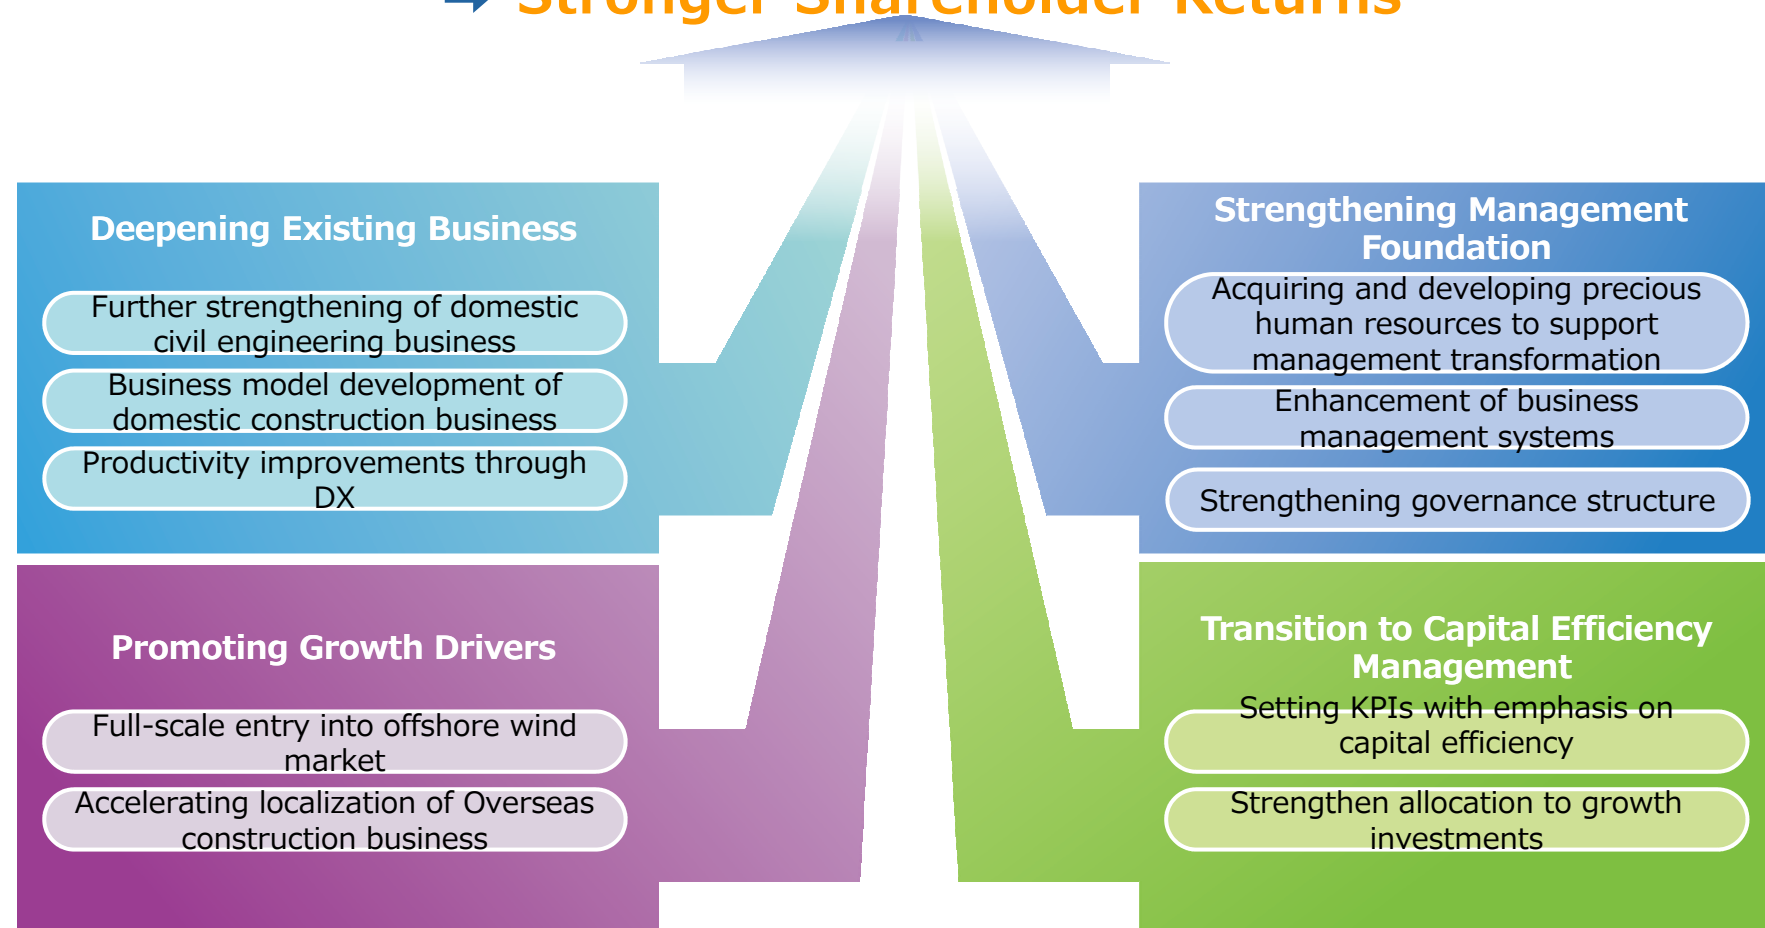 Stronger Shareholder Returns
Deepening Existing Business
Further strengthening of domestic
civil engineering business
Business model development of
domestic construction business
Productivity improvements through
DX
Strengthening Management
Foundation
Acquiring and developing precious
human resources to support
management transformation
Enhancement of business
management systems
Strengthening governance structure
Promoting Growth Drivers
Full-scale entry into offshore wind
market
Accelerating localization of Overseas
construction business
Transition to Capital Efficiency
Management
Setting KPIs with emphasis on
capital efficiency
Strengthen allocation to growth
investments